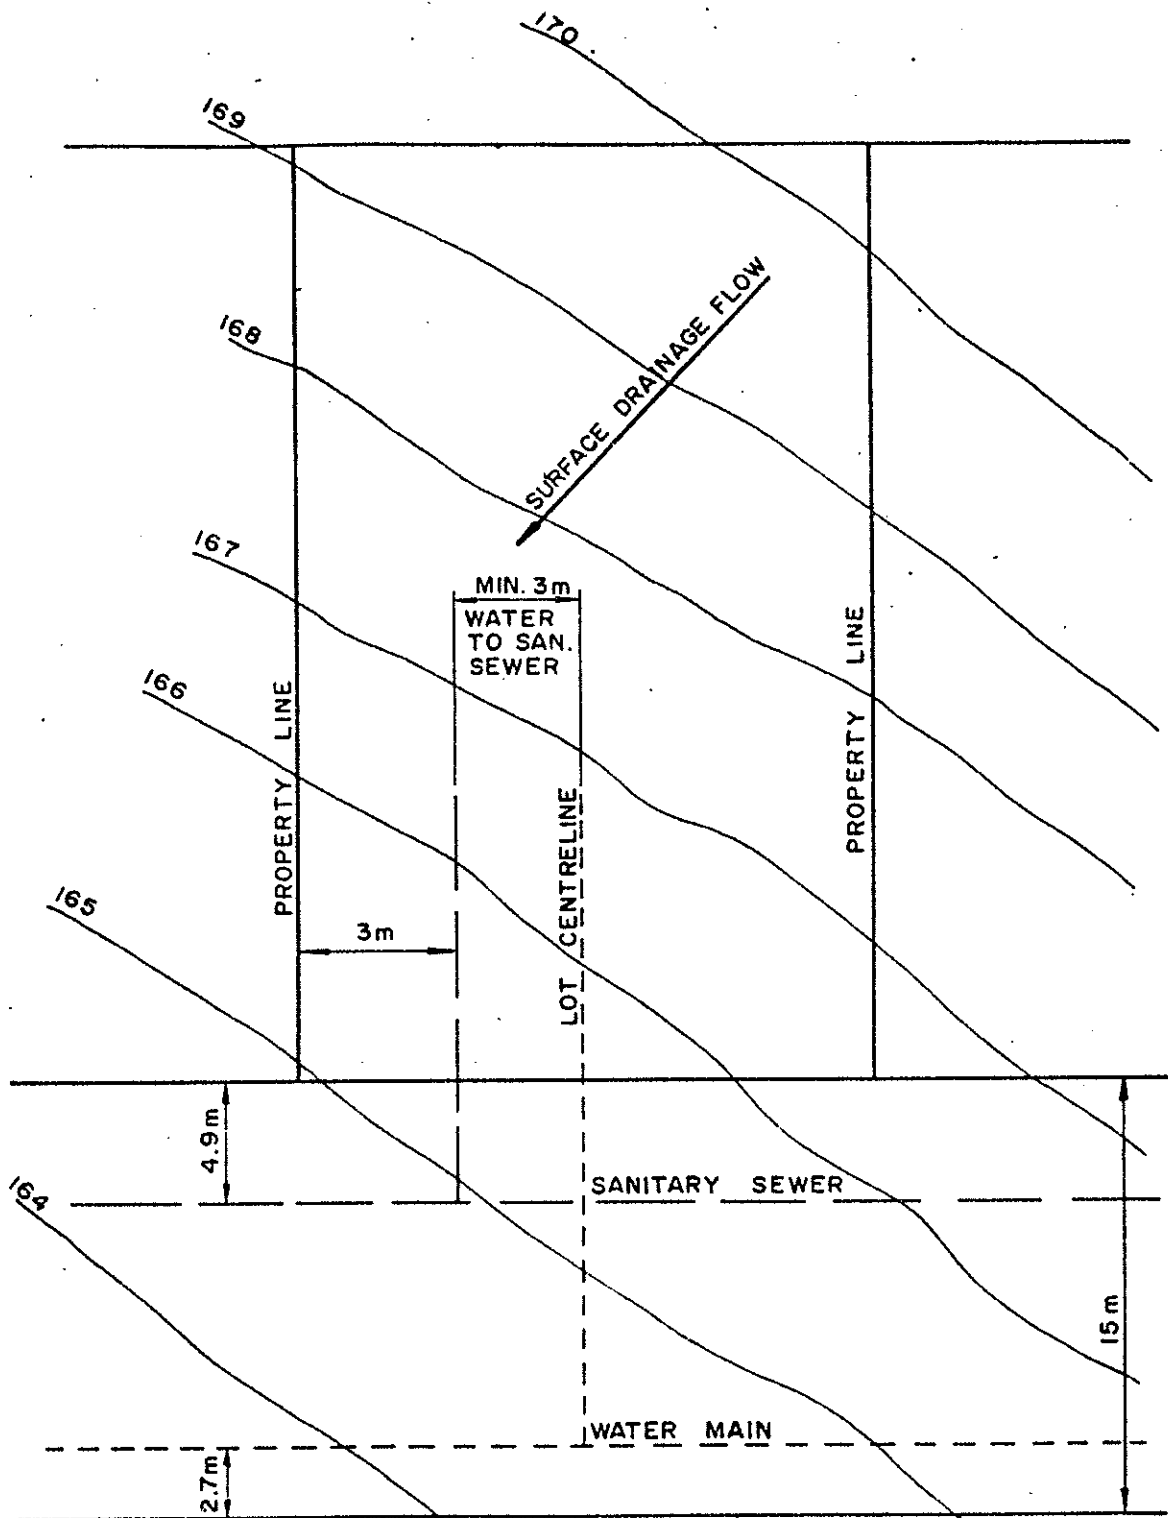 170
169
SURFACE DRAINAGE FLOW
168
167
MIN. 3m
WATER
TO SAN.
SEWER
166
PROPERTY LINE
PROPERTY LINE
LOT CENTRELINE
165
3m
4.9m
164
SANITARY SEWER
15m
WATER MAIN
2.7m